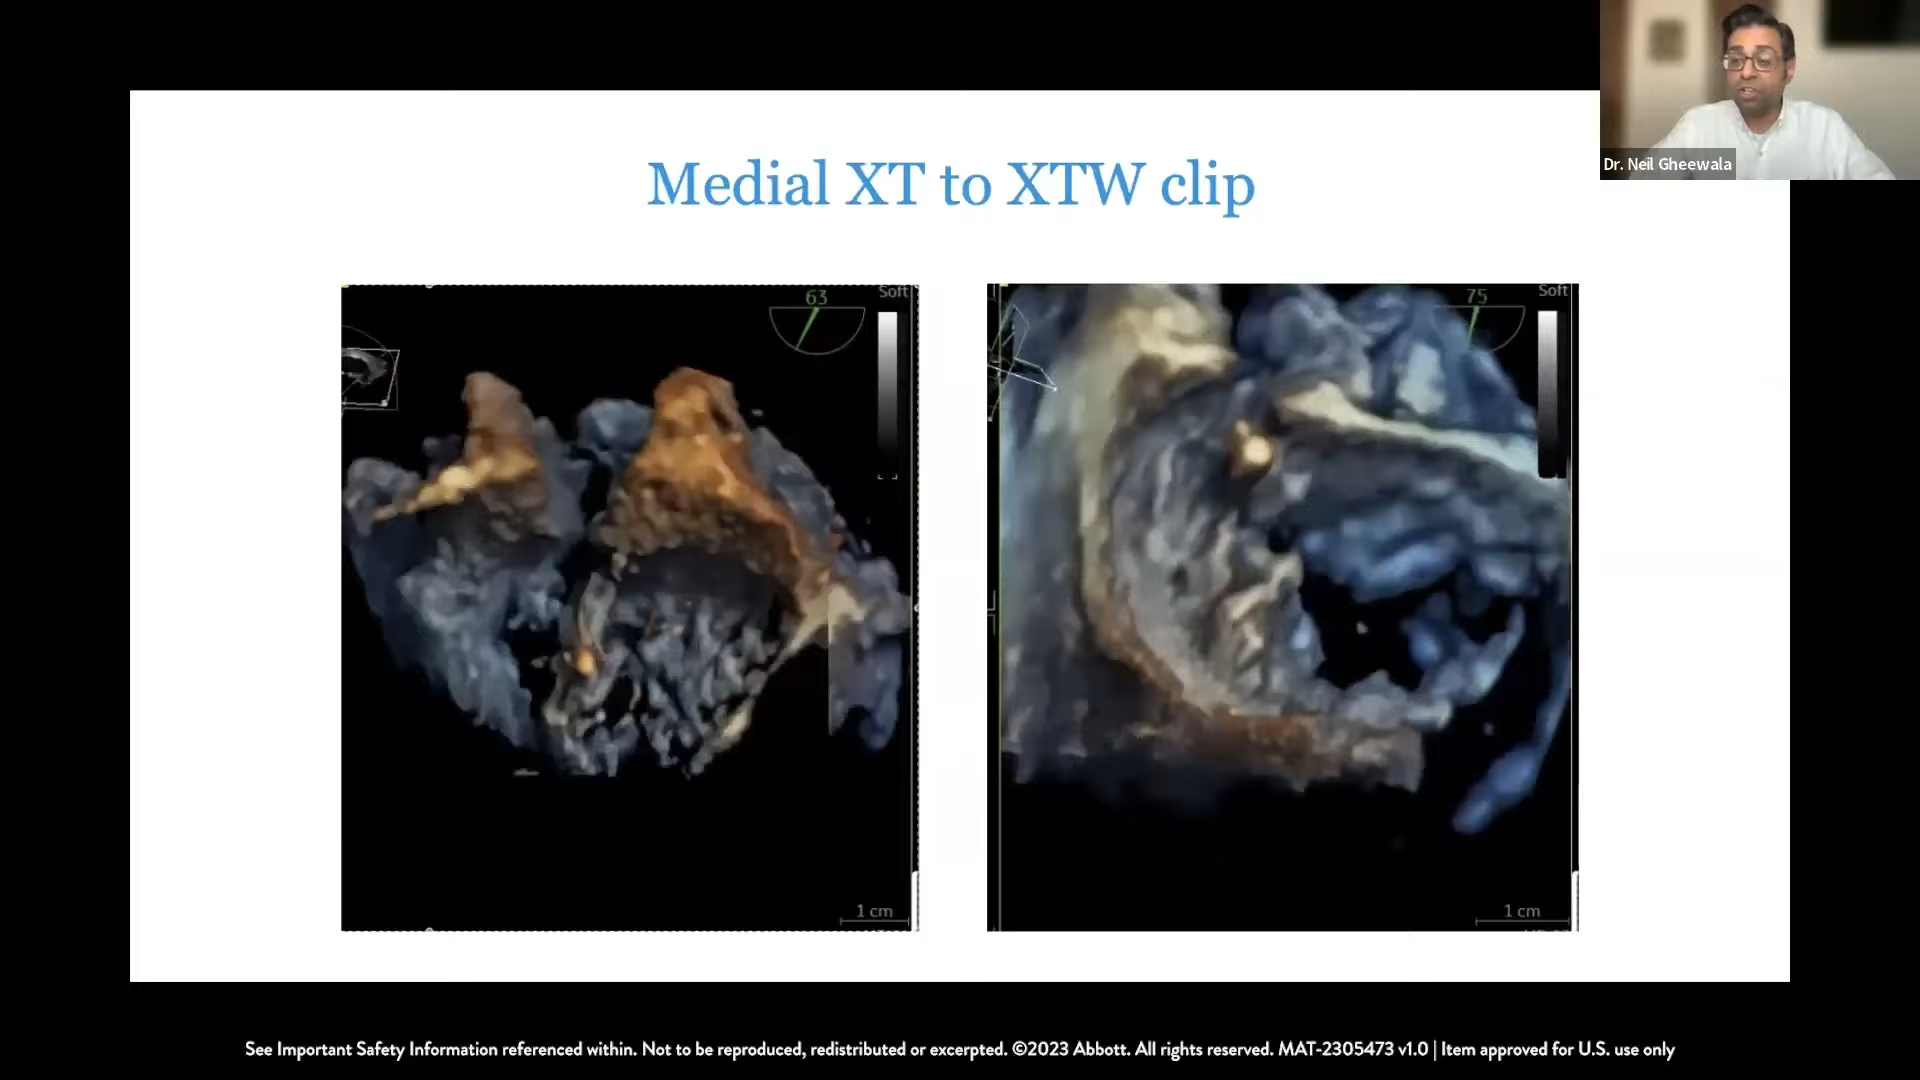 Dr. Neil Gheewala
Medial XT to XTW clip
63
Soft
1 cm
75
Soft
1 cm
See Important Safety Information referenced within. Not to be reproduced, redistributed or excerpted. ©2023 Abbott. All rights reserved. MAT-2305473 v1.0 | Item approved for U.S. use only